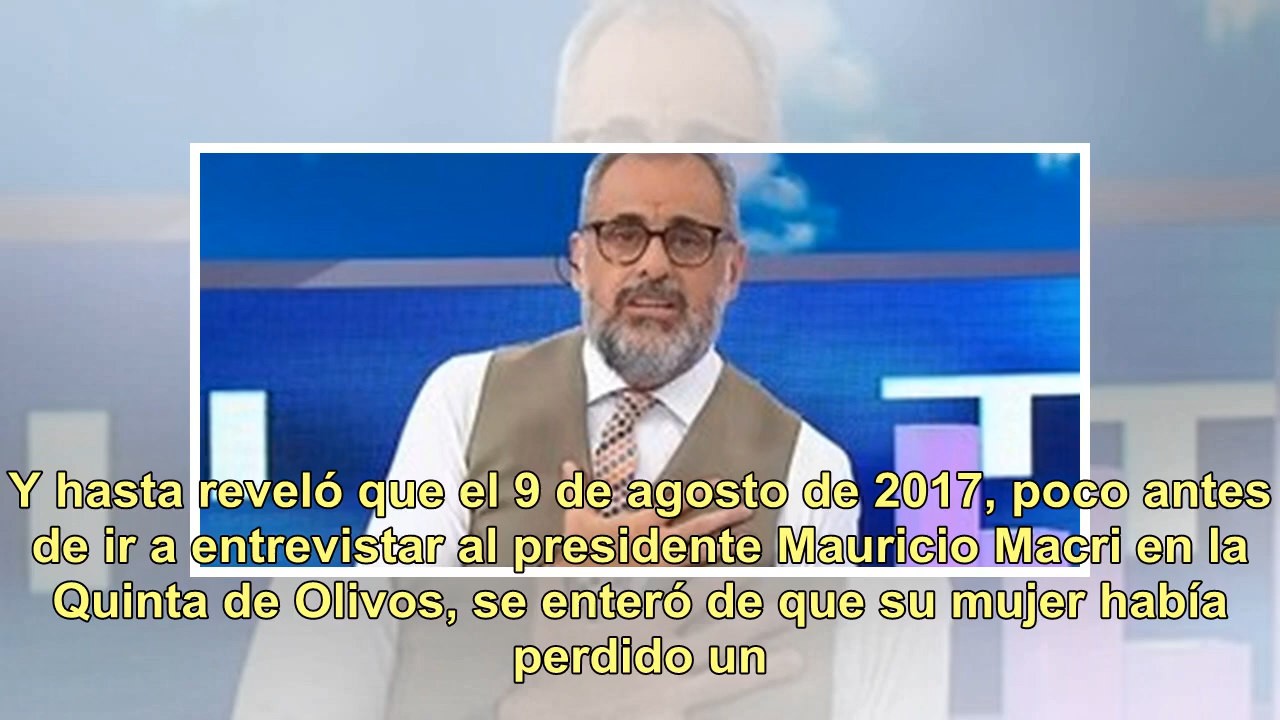 Y hasta reveló que el 9 de agosto de 2017, poco antes
de ir a entrevistar al presidente Mauricio Macri en la
Quinta de Olivos, se enteró de que su mujer había
perdido un